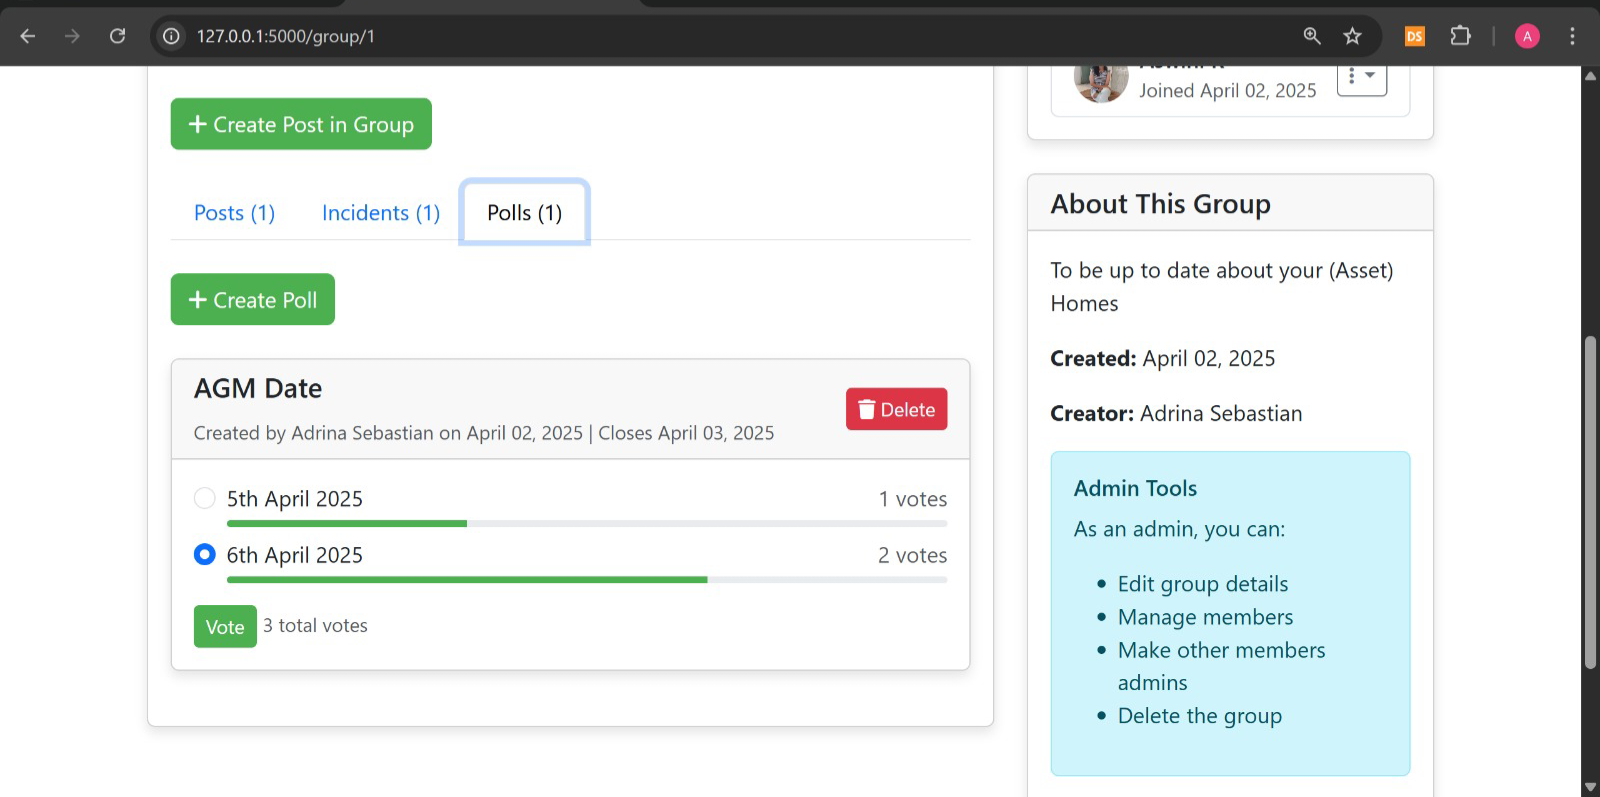 127.0.0.1:5000/group/1
DS
A
Create Post in Group
Posts (1)
Incidents (1)
Polls (1)
Create Poll
AGM Date
Created by Adrina Sebastian on April 02, 2025 | Closes April 03, 2025
Delete
5th April 2025
1 votes
6th April 2025
2 votes
Vote
3 total votes
Joined April 02, 2025
About This Group
To be up to date about your (Asset)
Homes
Created: April 02, 2025
Creator: Adrina Sebastian
Admin Tools
As an admin, you can:
Edit group details
Manage members
Make other members
admins
Delete the group